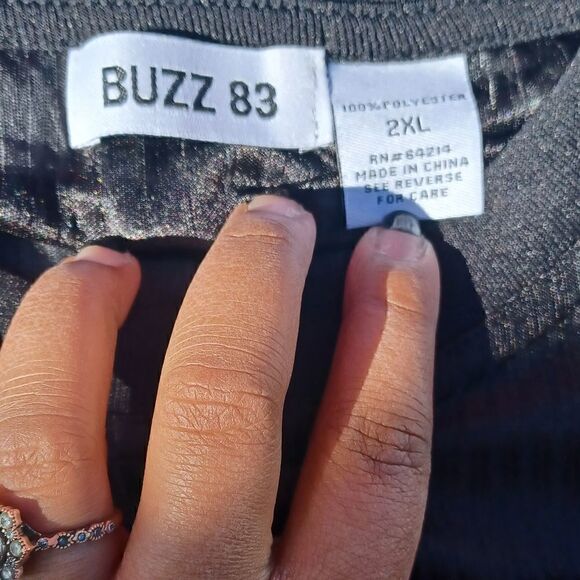 BUZZ 83
100% POLYESTER
2XL
RN# 64214
MADE IN CHINA
SEE REVERSE
FOR CARE